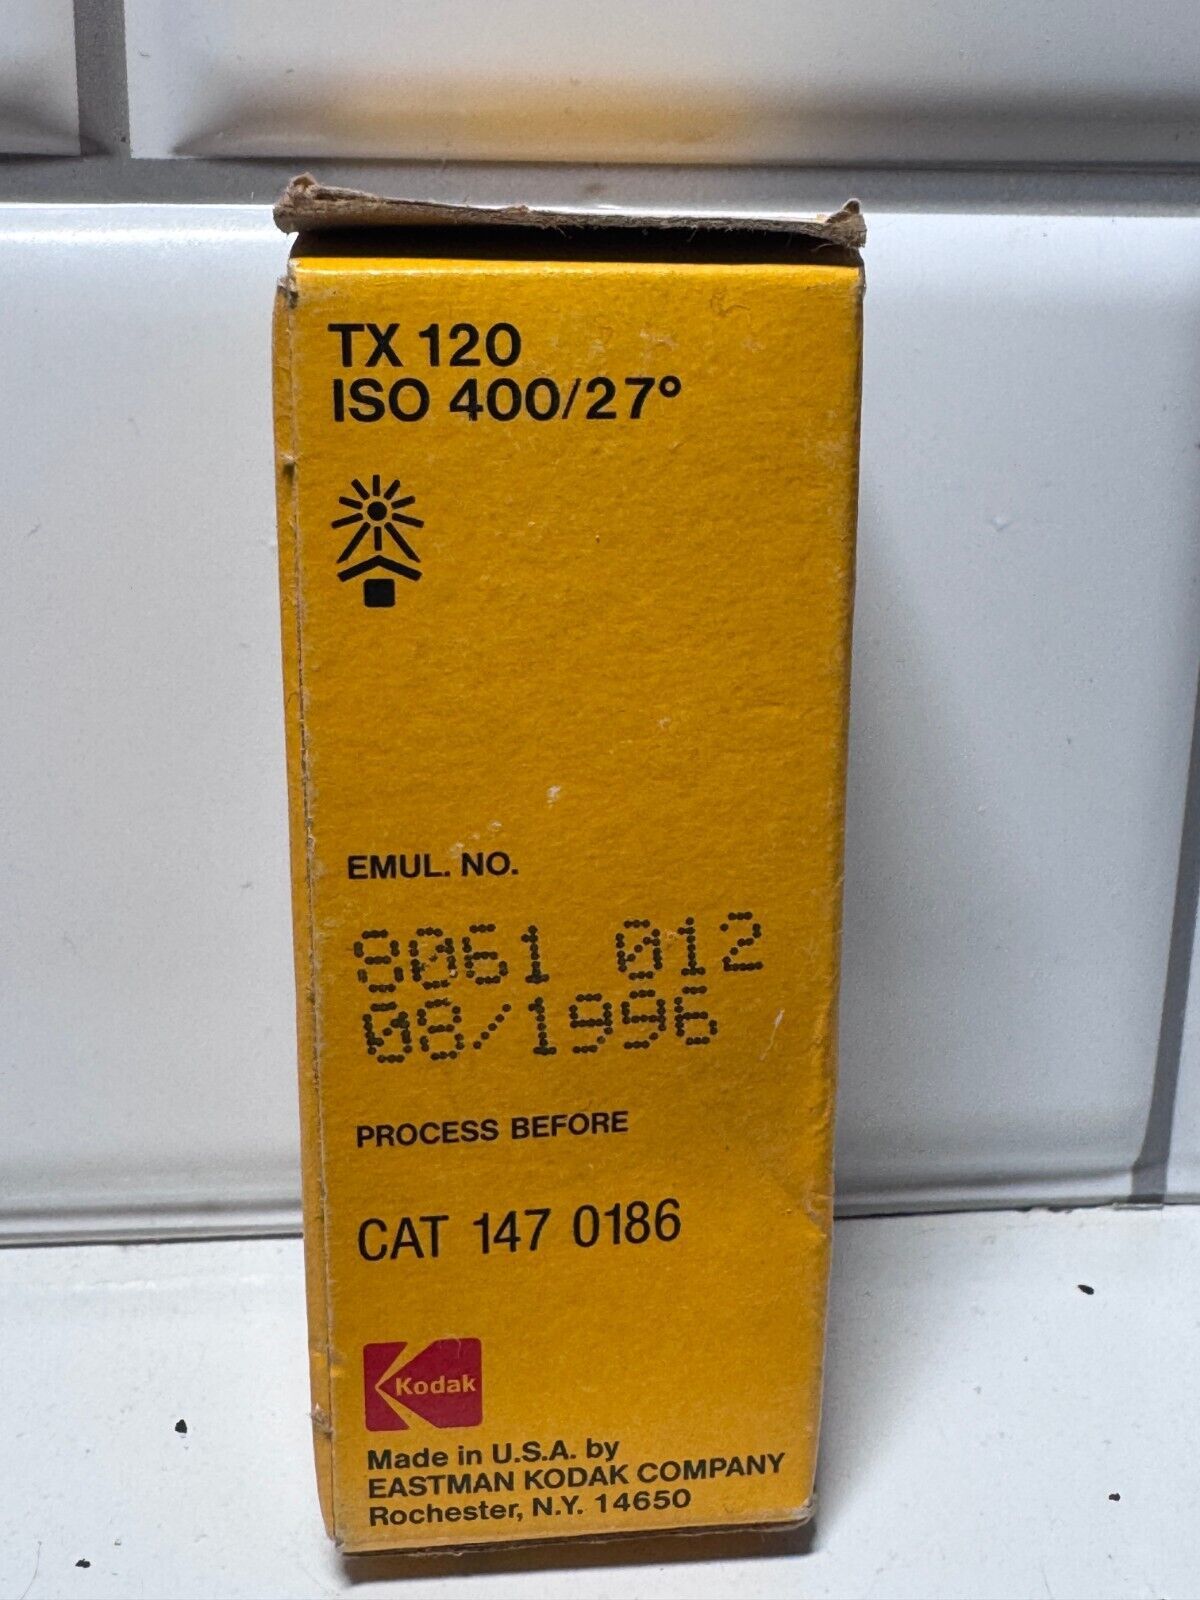 TX 120
ISO 400/27°
EMUL. NO.
8061 012
08/1996
PROCESS BEFORE
CAT 147 0186
Kodak
Made in U.S.A. by
EASTMAN KODAK COMPANY
Rochester, N.Y. 14650